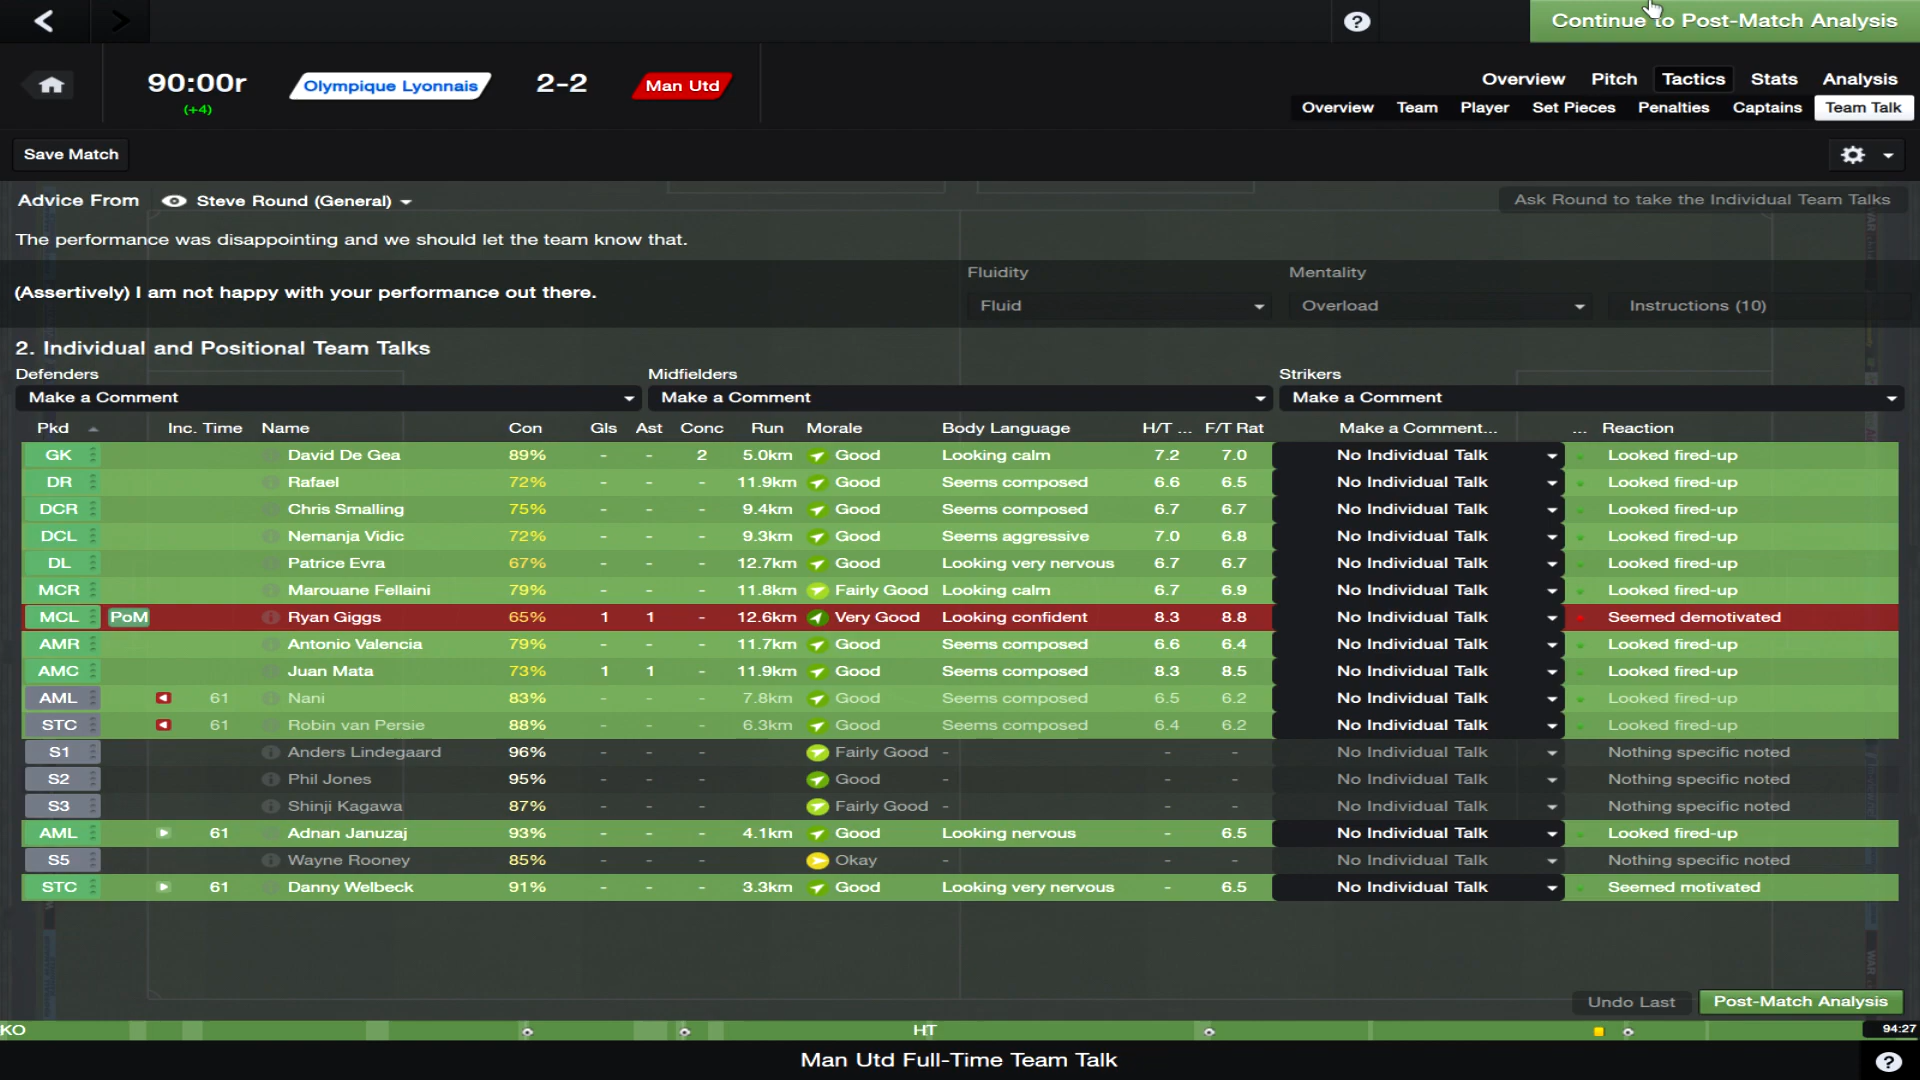 Continue to Post-Match Analysis
90:00r
(+4)
Olympique Lyonnais 2-2 Man Utd
Overview Pitch Tactics Stats Analysis
Overview Team Player Set Pieces Penalties Captains Team Talk
Save Match
Advice From Steve Round (General)
Ask Round to take the Individual Team Talks
The performance was disappointing and we should let the team know that.
(Assertively) I am not happy with your performance out there.
Fluidity Mentality
Fluid Overload Instructions (10)
2. Individual and Positional Team Talks
Defenders Midfielders Strikers
Make a Comment Make a Comment Make a Comment
Pkd Inc. Time Name Con Gls Ast Conc Run Morale Body Language H/T ... F/T Rat Make a Comment... ... Reaction
GK David De Gea 89% - - 2 5.0km Good Looking calm 7.2 7.0 No Individual Talk Looked fired-up
DR Rafael 72% - - - 11.9km Good Seems composed 6.6 6.5 No Individual Talk Looked fired-up
DCR Chris Smalling 75% - - - 9.4km Good Seems composed 6.7 6.7 No Individual Talk Looked fired-up
DCL Nemanja Vidic 72% - - - 9.3km Good Seems aggressive 7.0 6.8 No Individual Talk Looked fired-up
DL Patrice Evra 67% - - - 12.7km Good Looking very nervous 6.7 6.7 No Individual Talk Looked fired-up
MCR Marouane Fellaini 79% - - - 11.8km Fairly Good Looking calm 6.7 6.9 No Individual Talk Looked fired-up
MCL PoM Ryan Giggs 65% 1 1 - 12.6km Very Good Looking confident 8.3 8.8 No Individual Talk Seemed demotivated
AMR Antonio Valencia 79% - - - 11.7km Good Seems composed 6.6 6.4 No Individual Talk Looked fired-up
AMC Juan Mata 73% 1 1 - 11.9km Good Seems composed 8.3 8.5 No Individual Talk Looked fired-up
AML 61 Nani 83% - - - 7.8km Good Seems composed 6.5 6.2 No Individual Talk Looked fired-up
STC 61 Robin van Persie 88% - - - 6.3km Good Seems composed 6.4 6.2 No Individual Talk Looked fired-up
S1 Anders Lindegaard 96% - - - Fairly Good - - - No Individual Talk Nothing specific noted
S2 Phil Jones 95% - - - Good - - - No Individual Talk Nothing specific noted
S3 Shinji Kagawa 87% - - - Fairly Good - - - No Individual Talk Nothing specific noted
AML 61 Adnan Januzaj 93% - - - 4.1km Good Looking nervous - 6.5 No Individual Talk Looked fired-up
S5 Wayne Rooney 85% - - - Okay - - - No Individual Talk Nothing specific noted
STC 61 Danny Welbeck 91% - - - 3.3km Good Looking very nervous - 6.5 No Individual Talk Seemed motivated
Undo Last Post-Match Analysis
KO HT 94:27
Man Utd Full-Time Team Talk